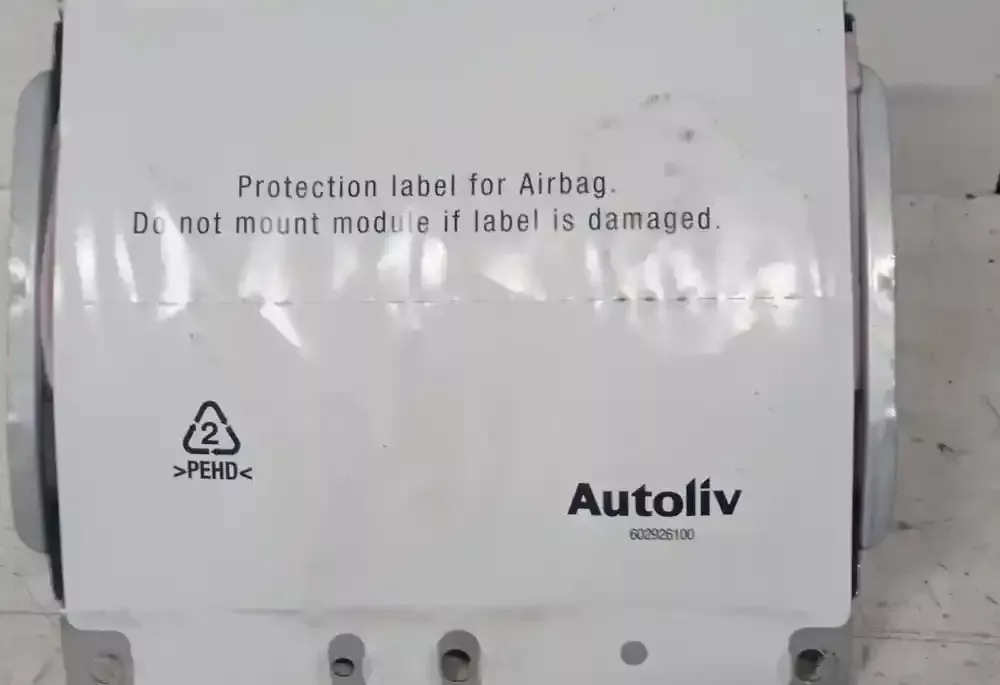 Protection label for Airbag.
Do not mount module if label is damaged.
2
>PEHD<
Autoliv
602926100